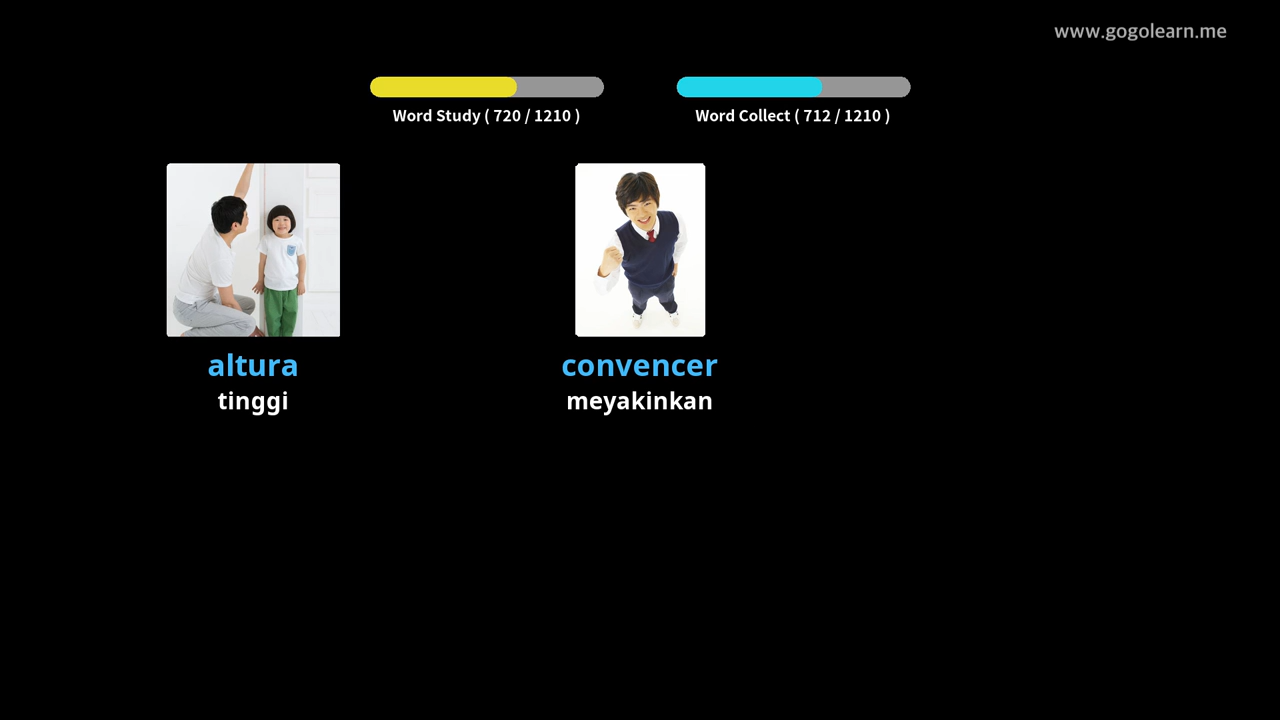 www.gogolearn.me
Word Study ( 720 / 1210 )
Word Collect ( 712 / 1210 )
altura
tinggi
convencer
meyakinkan